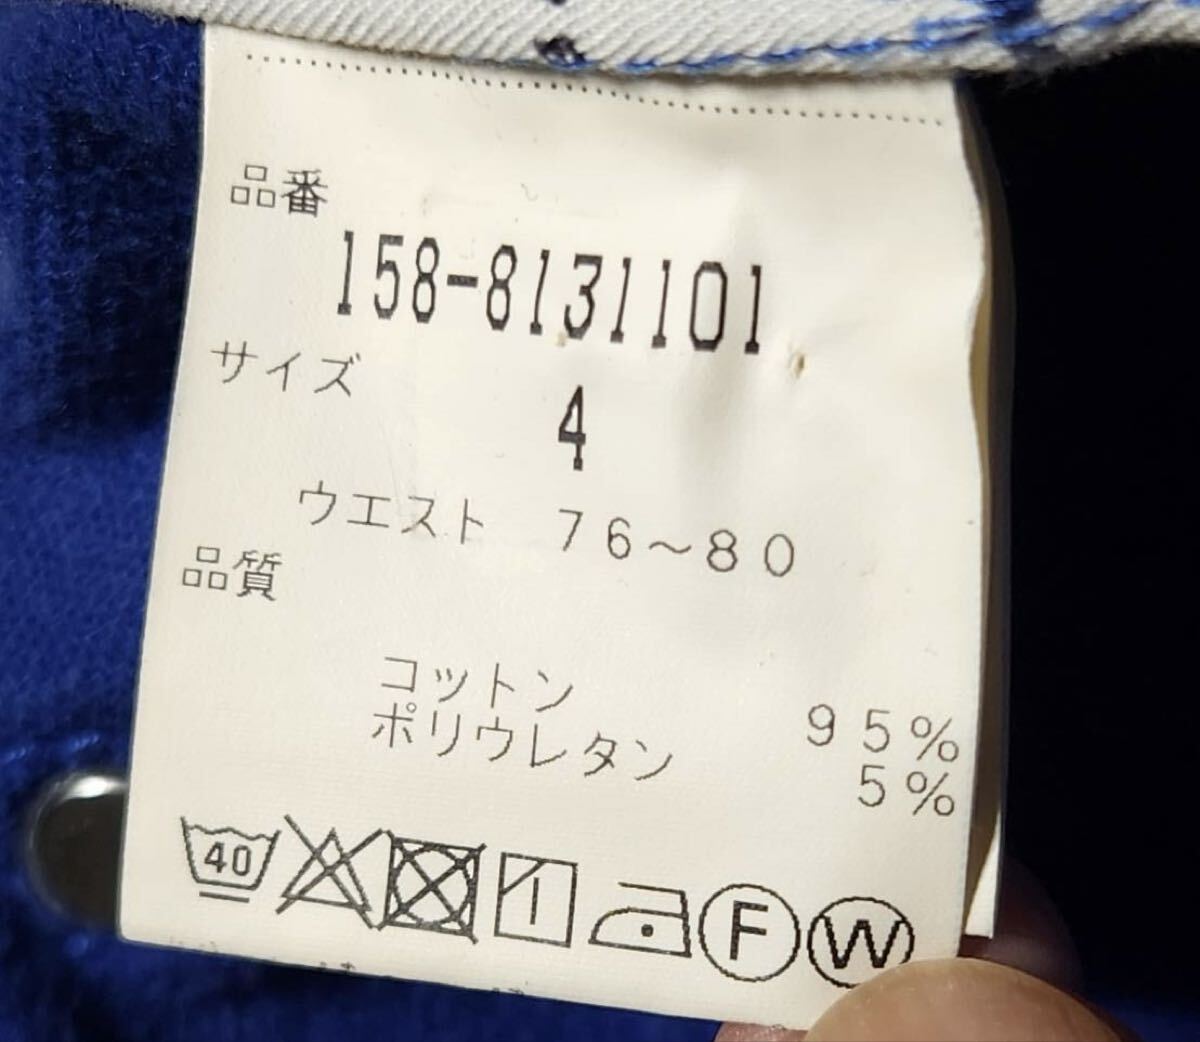 品番
158-8131101
サイズ
4
ウエスト 76~80
品質
コットン 95%
ポリウレタン 5%
40 F W